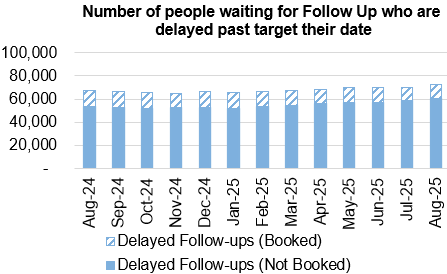 Number of people waiting for Follow Up who are
delayed past target their date
100,000
80,000
60,000
40,000
20,000
-
Aug-24
Sep-24
Oct-24
Nov-24
Dec-24
Jan-25
Feb-25
Mar-25
Apr-25
May-25
Jun-25
Jul-25
Aug-25
Delayed Follow-ups (Booked)
Delayed Follow-ups (Not Booked)